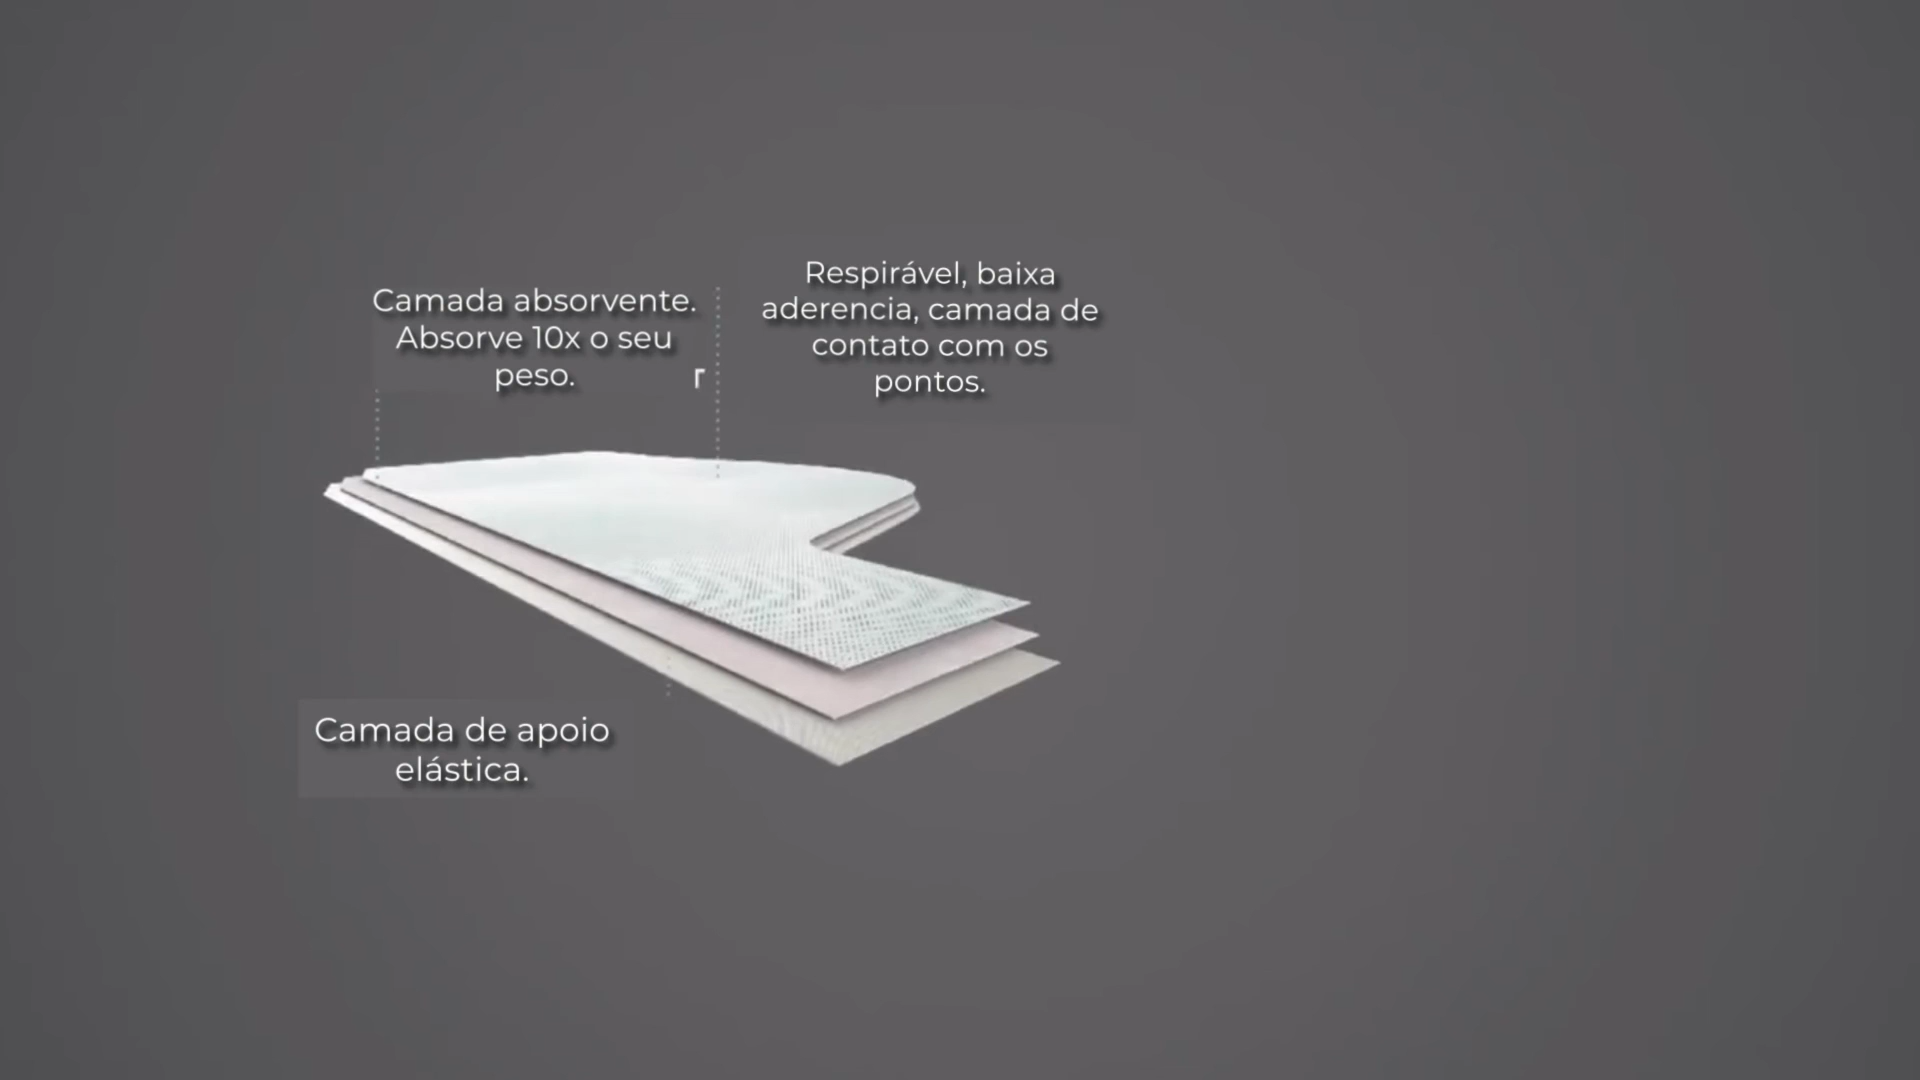 Camada absorvente.
Absorve 10x o seu
peso.
r
Respirável, baixa
aderencia, camada de
contato com os
pontos.
Camada de apoio
elástica.